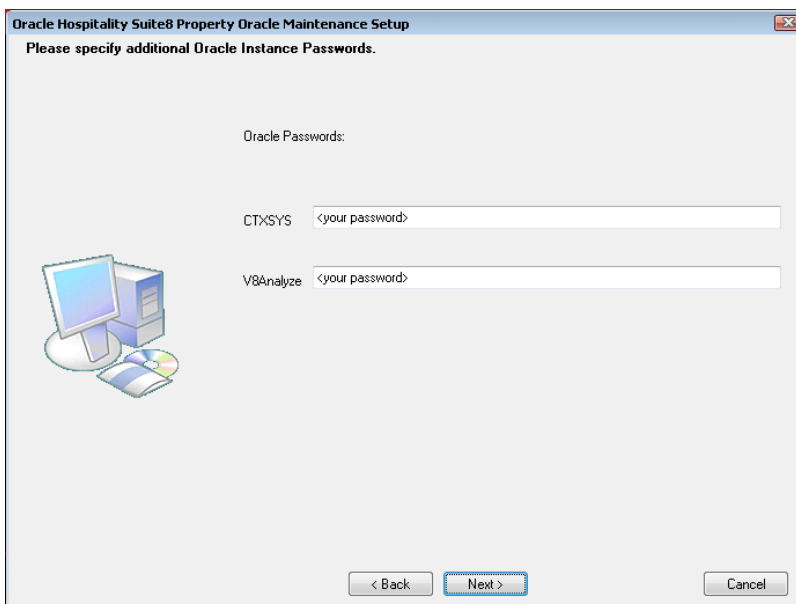 Oracle Hospitality Suite8 Property Oracle Maintenance Setup
Please specify additional Oracle Instance Passwords.
Oracle Passwords:
CTXSYS <your password>
V8Analyze <your password>
< Back Next > Cancel